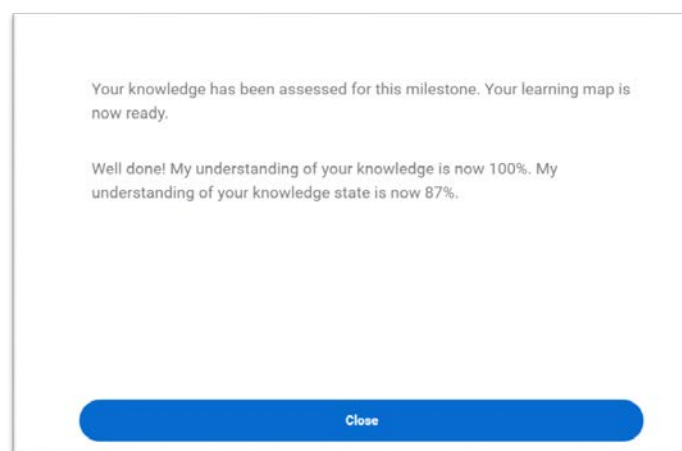 Your knowledge has been assessed for this milestone. Your learning map is
now ready.
Well done! My understanding of your knowledge is now 100%. My
understanding of your knowledge state is now 87%.
Close